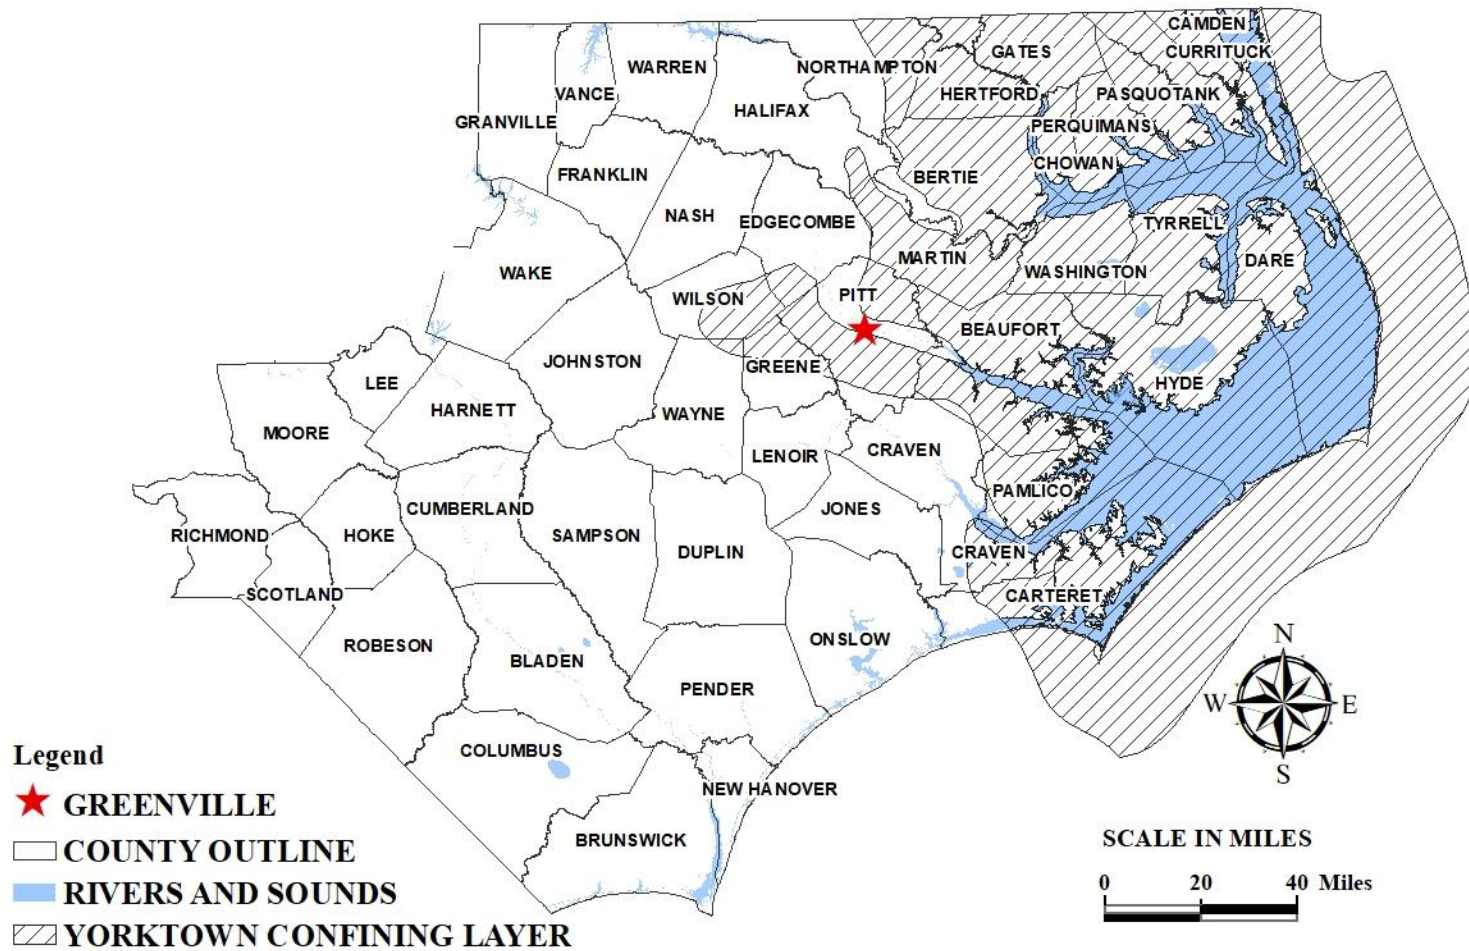 CAMDEN
GATES
CURRITUCK
WARREN
NORTHAMPTON
VANCE
HERTFORD
PASQUOTANK
HALIFAX
GRANVILLE
PERQUIMANS
CHOWAN
FRANKLIN
BERTIE
NASH
EDGECOMBE
TYRRELL
MARTIN
DARE
WAKE
WASHINGTON
WILSON
PITT
BEAUFORT
JOHNSTON
GREENE
LEE
HYDE
HARNETT
WAYNE
MOORE
CRAVEN
LENOIR
PAMLICO
CUMBERLAND
JONES
RICHMOND
HOKE
SAMPSON
DUPLIN
CRAVEN
SCOTLAND
CARTERET
ROBESON
ONSLOW
BLADEN
PENDER
COLUMBUS
NEW HANOVER
BRUNSWICK
N
W E
S
Legend
GREENVILLE
COUNTY OUTLINE
RIVERS AND SOUNDS
YORKTOWN CONFINING LAYER
SCALE IN MILES
0 20 40 Miles